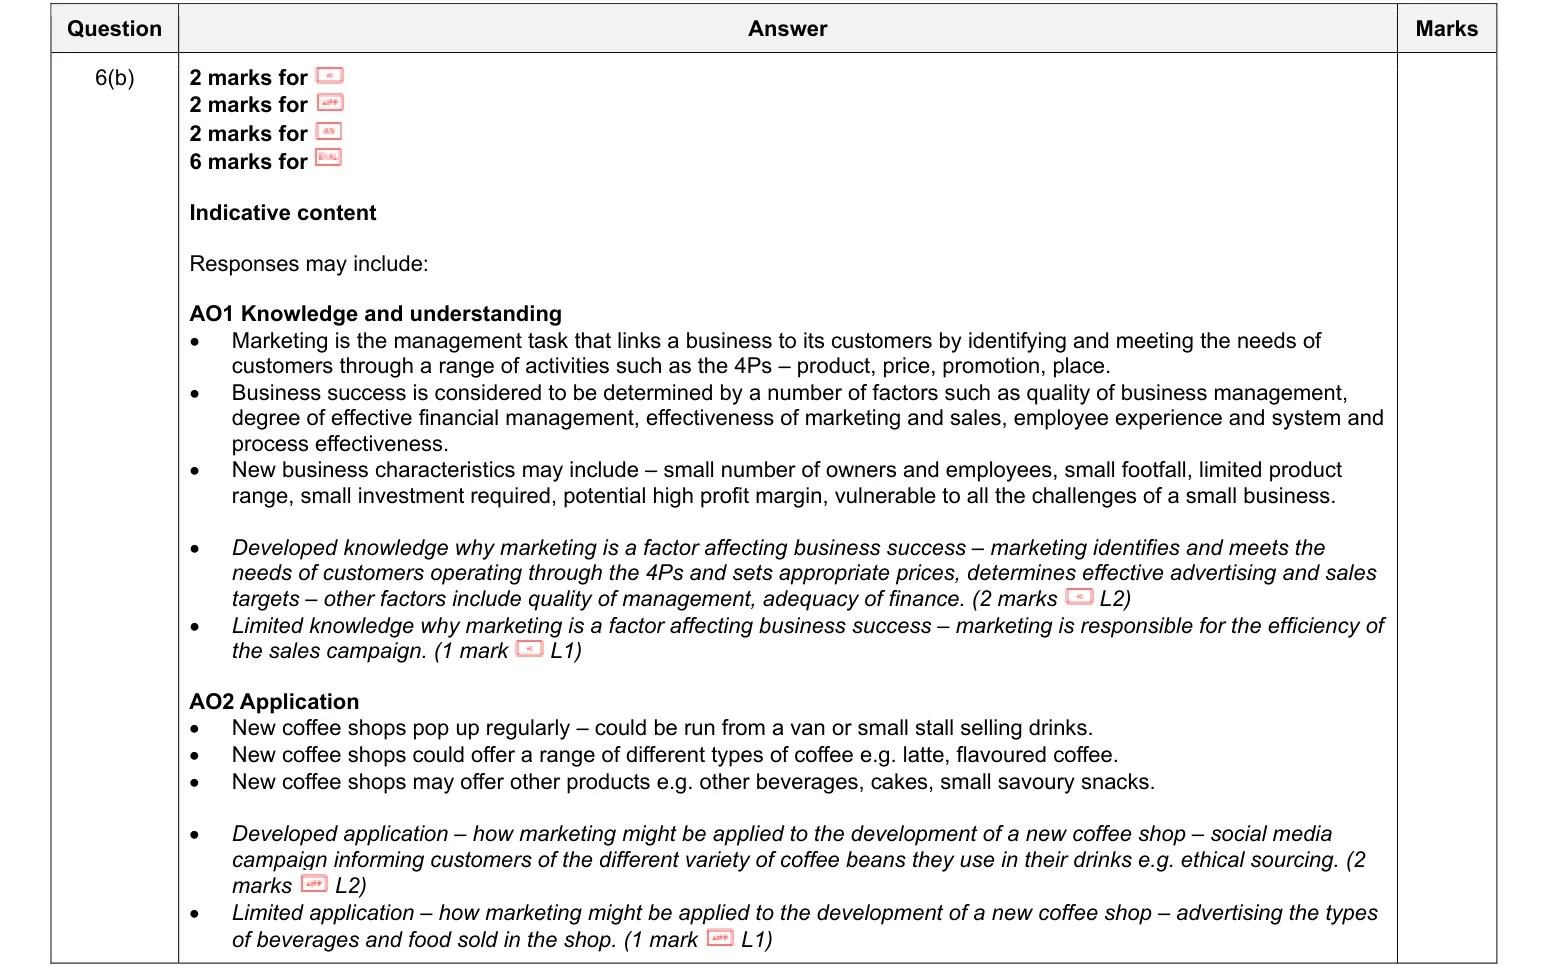 Question Answer Marks
6(b)
2 marks for
2 marks for APP
2 marks for AN
6 marks for EVAL
Indicative content
Responses may include:
AO1 Knowledge and understanding
• Marketing is the management task that links a business to its customers by identifying and meeting the needs of
customers through a range of activities such as the 4Ps – product, price, promotion, place.
• Business success is considered to be determined by a number of factors such as quality of business management,
degree of effective financial management, effectiveness of marketing and sales, employee experience and system and
process effectiveness.
• New business characteristics may include – small number of owners and employees, small footfall, limited product
range, small investment required, potential high profit margin, vulnerable to all the challenges of a small business.
• Developed knowledge why marketing is a factor affecting business success – marketing identifies and meets the
needs of customers operating through the 4Ps and sets appropriate prices, determines effective advertising and sales
targets – other factors include quality of management, adequacy of finance. (2 marks L2)
• Limited knowledge why marketing is a factor affecting business success – marketing is responsible for the efficiency of
the sales campaign. (1 mark L1)
AO2 Application
• New coffee shops pop up regularly – could be run from a van or small stall selling drinks.
• New coffee shops could offer a range of different types of coffee e.g. latte, flavoured coffee.
• New coffee shops may offer other products e.g. other beverages, cakes, small savoury snacks.
• Developed application – how marketing might be applied to the development of a new coffee shop – social media
campaign informing customers of the different variety of coffee beans they use in their drinks e.g. ethical sourcing. (2
marks APP L2)
• Limited application – how marketing might be applied to the development of a new coffee shop – advertising the types
of beverages and food sold in the shop. (1 mark APP L1)